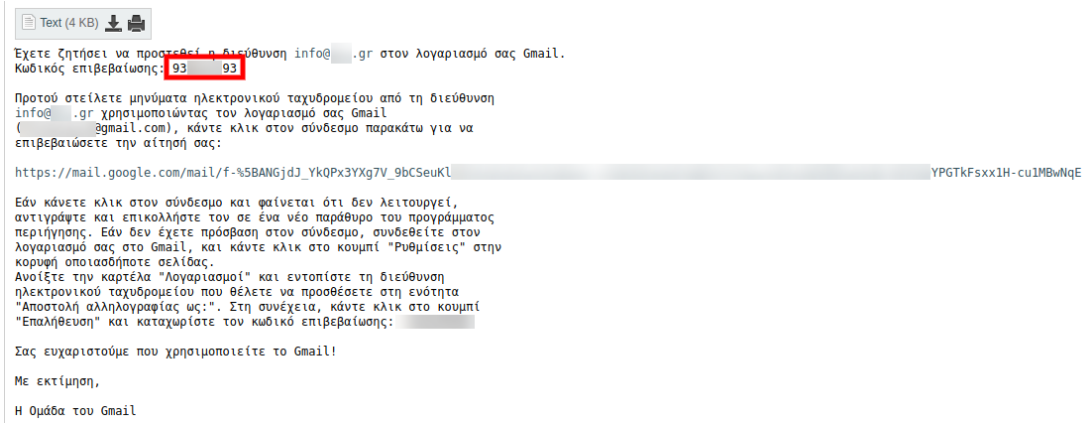 Text (4 KB)
Έχετε ζητήσει να προστεθεί η διεύθυνση info@ .gr στον λογαριασμό σας Gmail.
Κωδικός επιβεβαίωσης: 93 93
Προτού στείλετε μηνύματα ηλεκτρονικού ταχυδρομείου από τη διεύθυνση
info@ .gr χρησιμοποιώντας τον λογαριασμό σας Gmail
( @gmail.com), κάντε κλικ στον σύνδεσμο παρακάτω για να
επιβεβαιώσετε την αίτησή σας:
https://mail.google.com/mail/f-%5BANGjdJ_YkQPx3YXg7V_9bCSeuKl YPGTkFsxx1H-cu1MBwNqE
Εάν κάνετε κλικ στον σύνδεσμο και φαίνεται ότι δεν λειτουργεί,
αντιγράψτε και επικολλήστε τον σε ένα νέο παράθυρο του προγράμματος
περιήγησης. Εάν δεν έχετε πρόσβαση στον σύνδεσμο, συνδεθείτε στον
λογαριασμό σας στο Gmail, και κάντε κλικ στο κουμπί "Ρυθμίσεις" στην
κορυφή οποιασδήποτε σελίδας.
Ανοίξτε την καρτέλα "Λογαριασμοί" και εντοπίστε τη διεύθυνση
ηλεκτρονικού ταχυδρομείου που θέλετε να προσθέσετε στη ενότητα
"Αποστολή αλληλογραφίας ως:". Στη συνέχεια, κάντε κλικ στο κουμπί
"Επαλήθευση" και καταχωρίστε τον κωδικό επιβεβαίωσης:
Σας ευχαριστούμε που χρησιμοποιείτε το Gmail!
Με εκτίμηση,
Η Ομάδα του Gmail